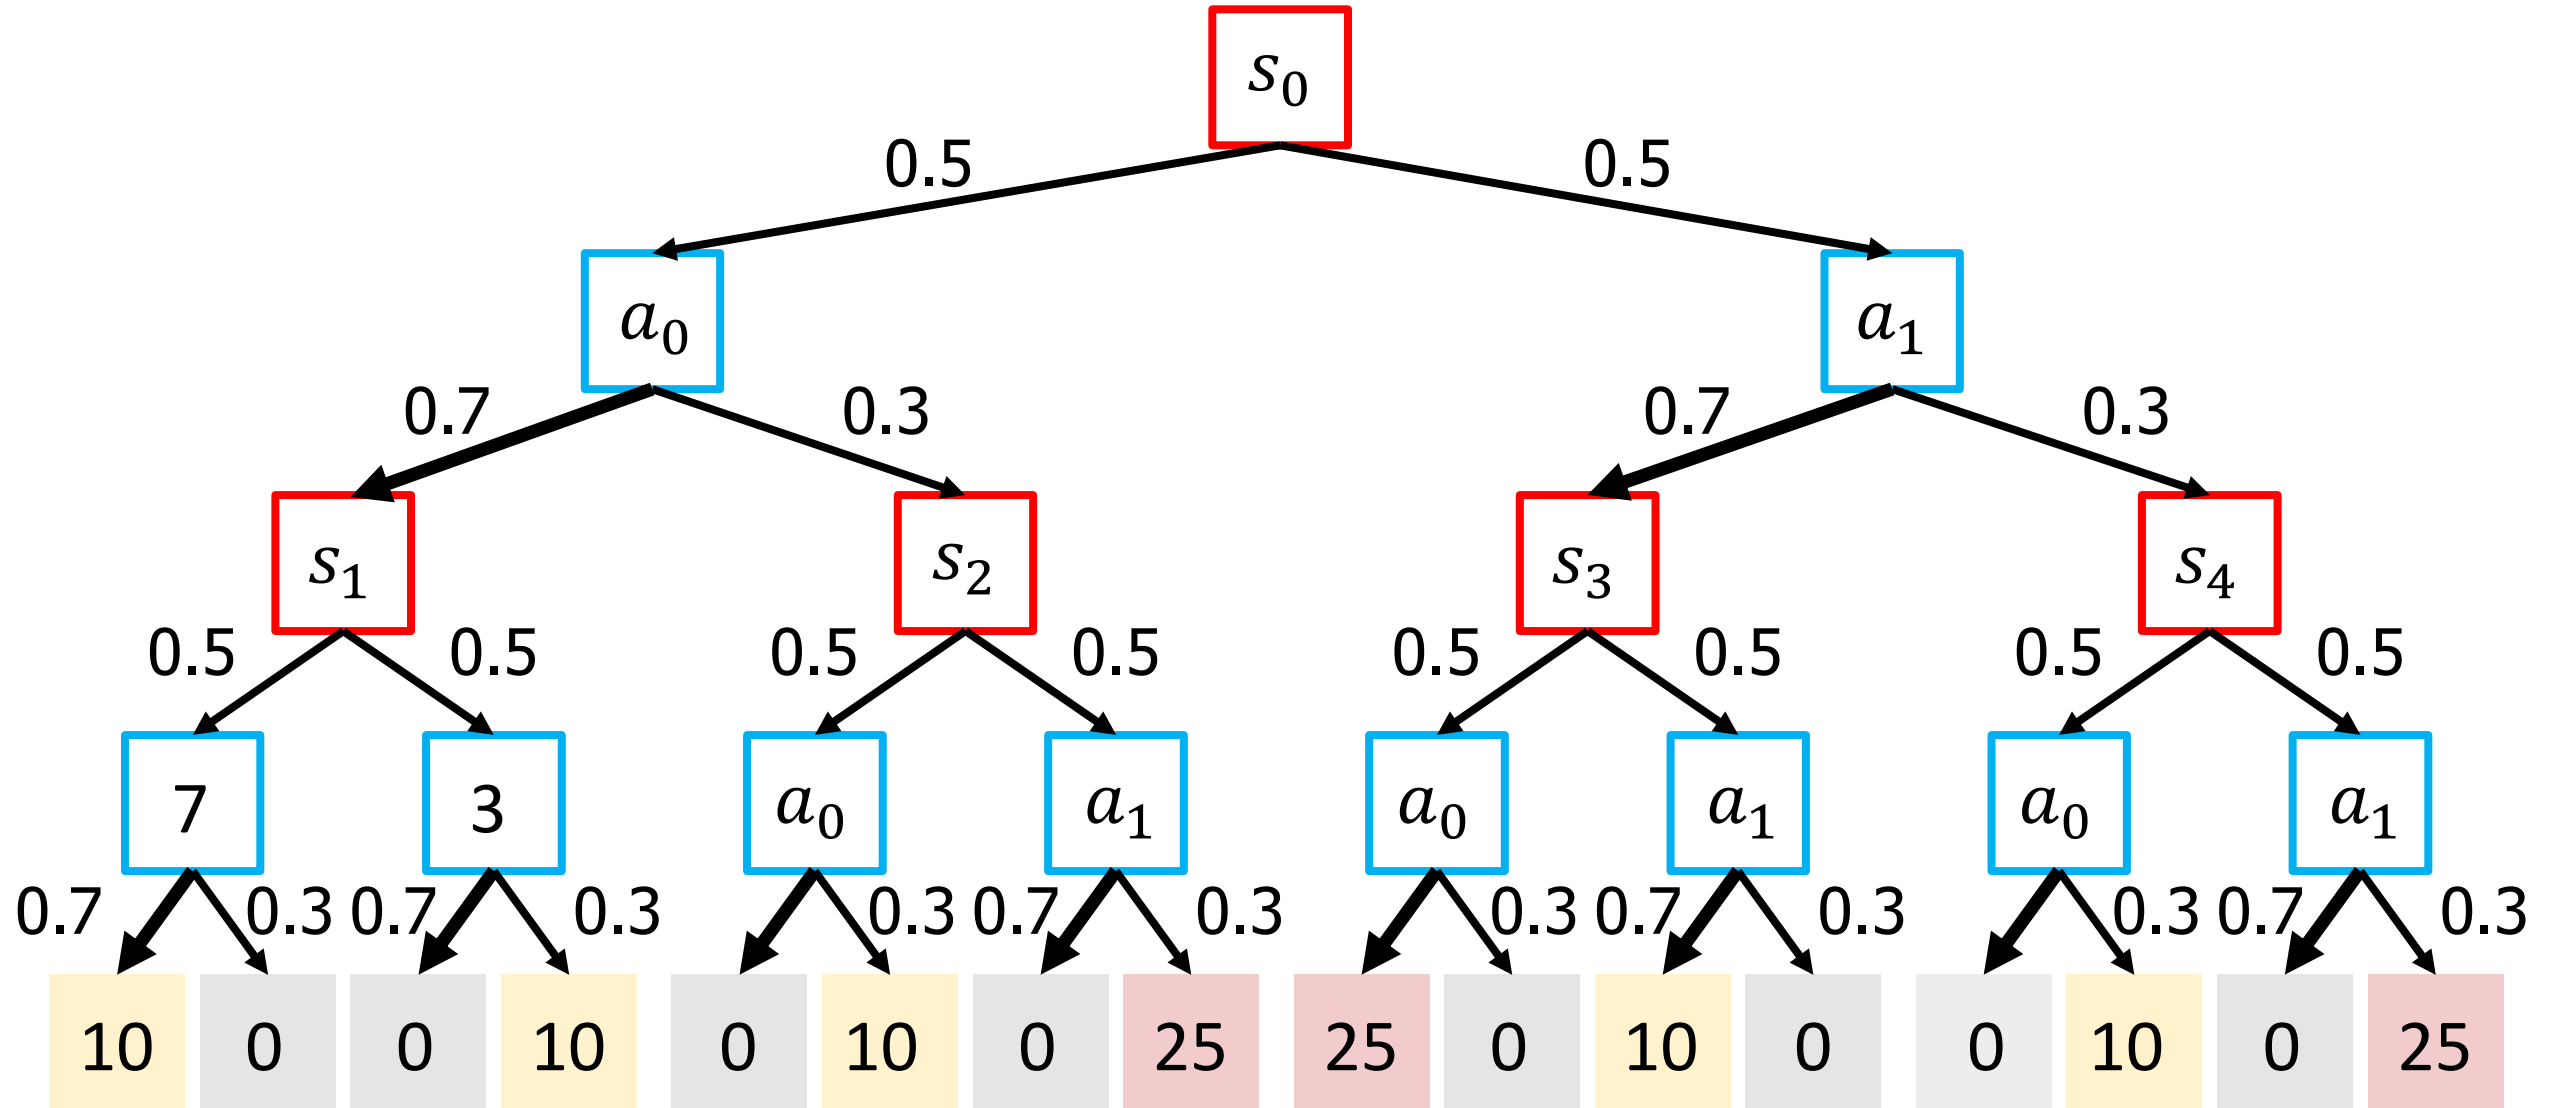 s₀
0.5 0.5
a₀ a₁
0.7 0.3 0.7 0.3
s₁ s₂ s₃ s₄
0.5 0.5 0.5 0.5 0.5 0.5 0.5 0.5
7 3 a₀ a₁ a₀ a₁ a₀ a₁
0.7 0.3 0.7 0.3 0.3 0.7 0.3 0.3 0.7 0.3 0.3 0.7 0.3
10 0 0 10 0 10 0 25 25 0 10 0 0 10 0 25